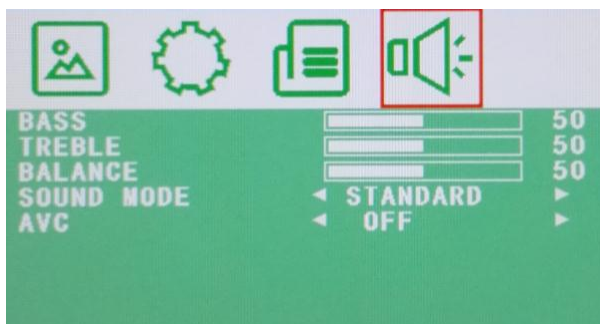 BASS 50
TREBLE 50
BALANCE 50
SOUND MODE ◄ STANDARD ►
AVC ◄ OFF ►